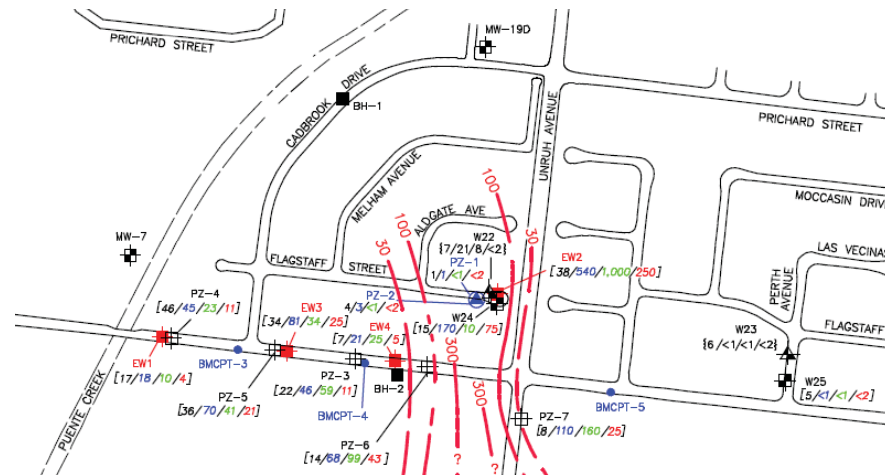 MW-19D
PRICHARD STREET
CADBROOK DRIVE
BH-1
UNRUH AVENUE
PRICHARD STREET
MELHAM AVENUE
ALDGATE AVE
100
MOCCASIN DRIVE
MW-7
30
100
W22
{7/21/8/<2}
30
LAS VECINAS
FLAGSTAFF STREET
PZ-1
1/1/<1/<2
EW2
[38/540/1,000/250]
PERTH AVENUE
PZ-4
[46/45/23/11]
PZ-2
4/3/<1/<2
EW3
[34/81/34/25]
EW4
[7/21/25/5]
W24
[15/170/10/75]
W23
{6/<1/<1/<2}
FLAGSTAFF
300
EW1
[17/18/10/4]
BMCPT-3
PZ-3
[22/46/59/11]
BH-2
PUENTE CREEK
PZ-5
[36/70/41/21]
BMCPT-4
300
BMCPT-5
W25
[5/<1/<1/<2]
PZ-7
[8/110/160/25]
PZ-6
[14/68/99/43]
?
?